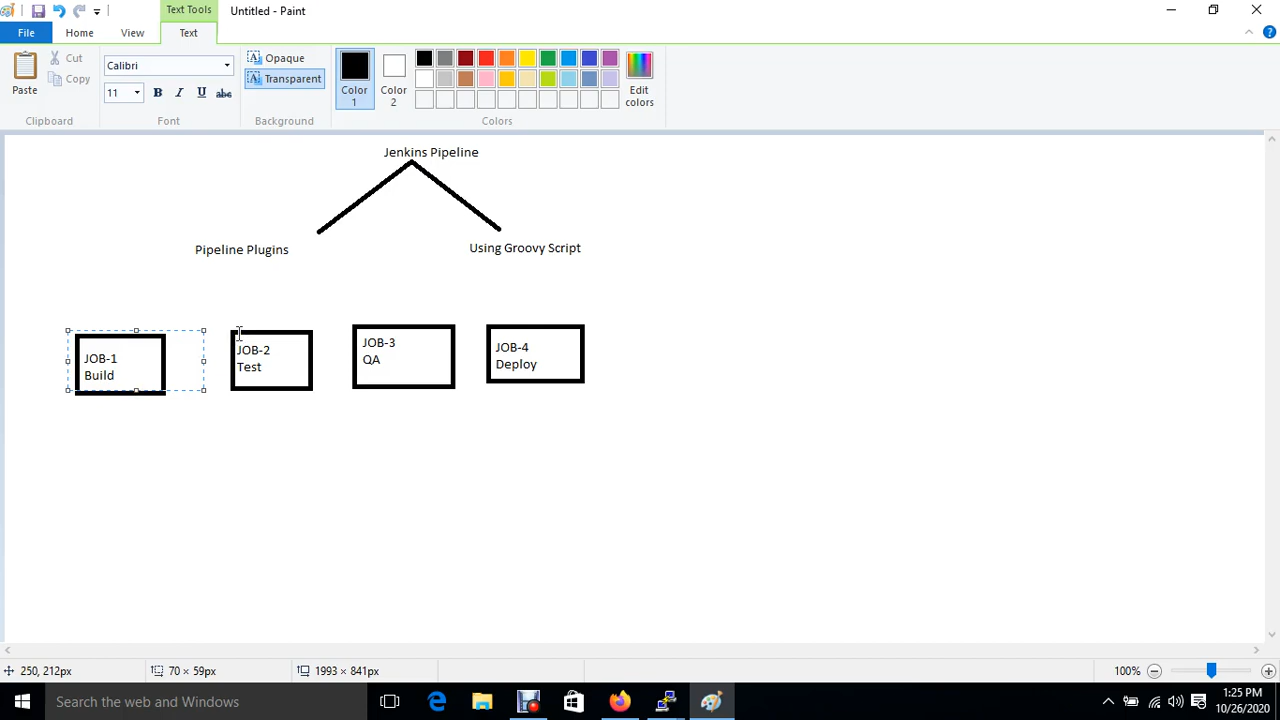 Text Tools
Untitled - Paint
File
Home
View
Text
Paste
Cut
Copy
Clipboard
Calibri
11
B I U abc
Font
Opaque
Transparent
Background
Color 1
Color 2
Edit colors
Colors
Jenkins Pipeline
Pipeline Plugins
Using Groovy Script
JOB-1
Build
JOB-2
Test
JOB-3
QA
JOB-4
Deploy
250, 212px
70 × 59px
1993 × 841px
100%
Search the web and Windows
1:25 PM
10/26/2020